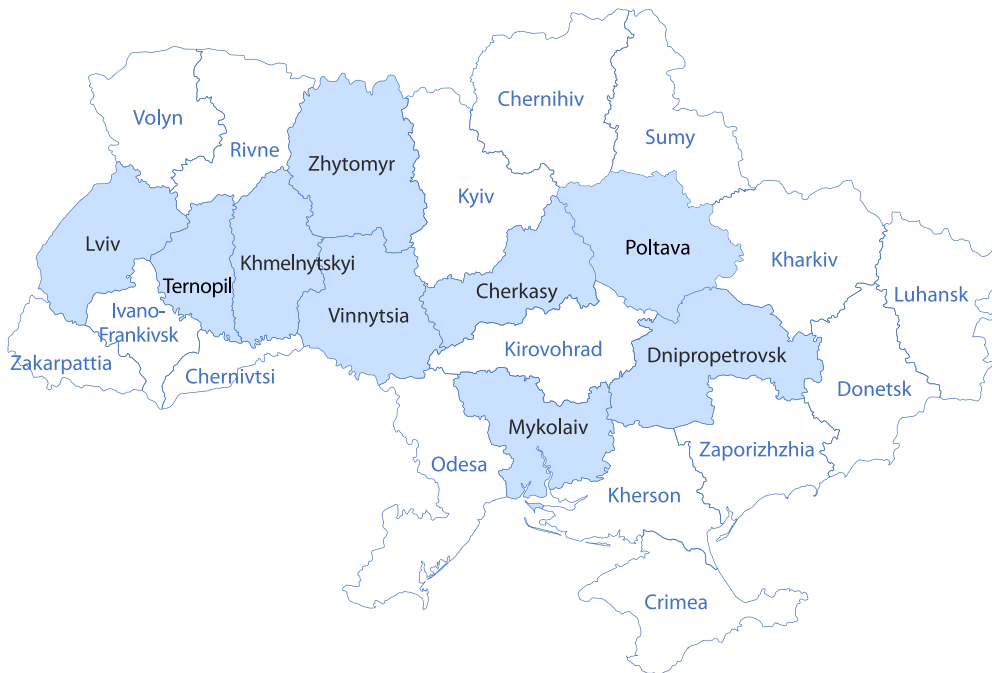 Chernihiv
Volyn
Sumy
Rivne
Zhytomyr
Kyiv
Lviv
Poltava
Khmelnytskyi
Kharkiv
Ternopil
Cherkasy
Luhansk
Ivano-
Frankivsk
Vinnytsia
Kirovohrad
Dnipropetrovsk
Zakarpattia
Chernivtsi
Donetsk
Mykolaiv
Zaporizhzhia
Odesa
Kherson
Crimea